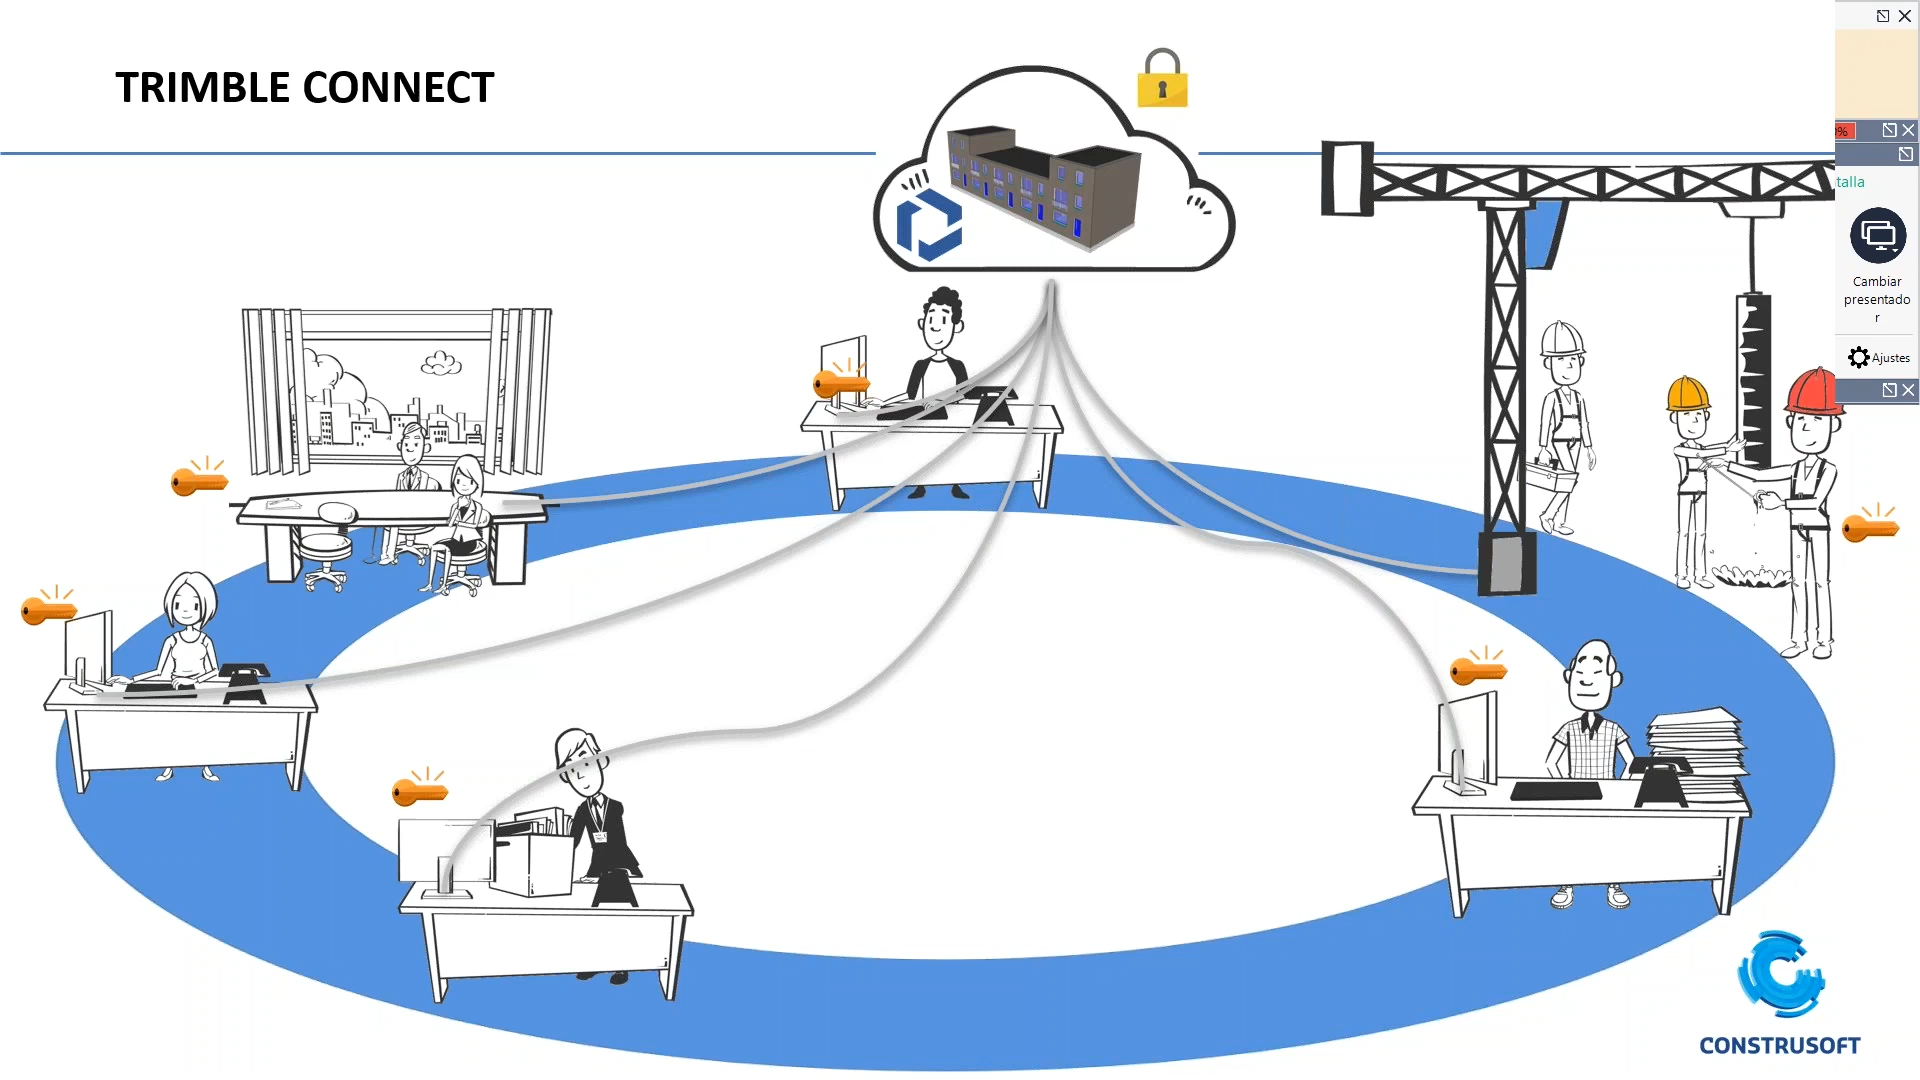 TRIMBLE CONNECT
%
talla
Cambiar
presentado
r
Ajustes
CONSTRUSOFT